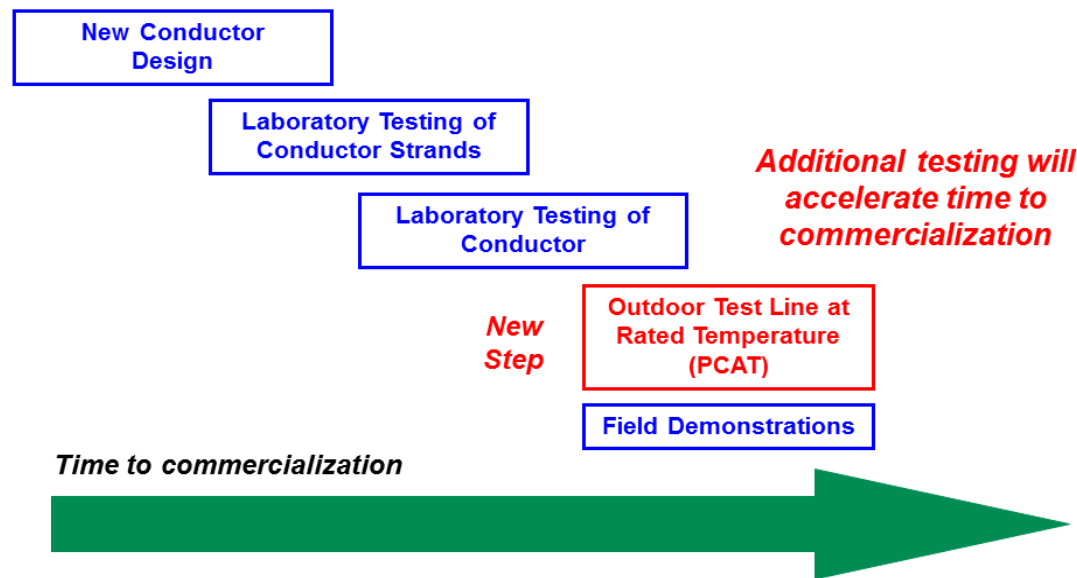 New Conductor
Design
Laboratory Testing of
Conductor Strands
Laboratory Testing of
Conductor
Additional testing will
accelerate time to
commercialization
New
Step
Outdoor Test Line at
Rated Temperature
(PCAT)
Field Demonstrations
Time to commercialization